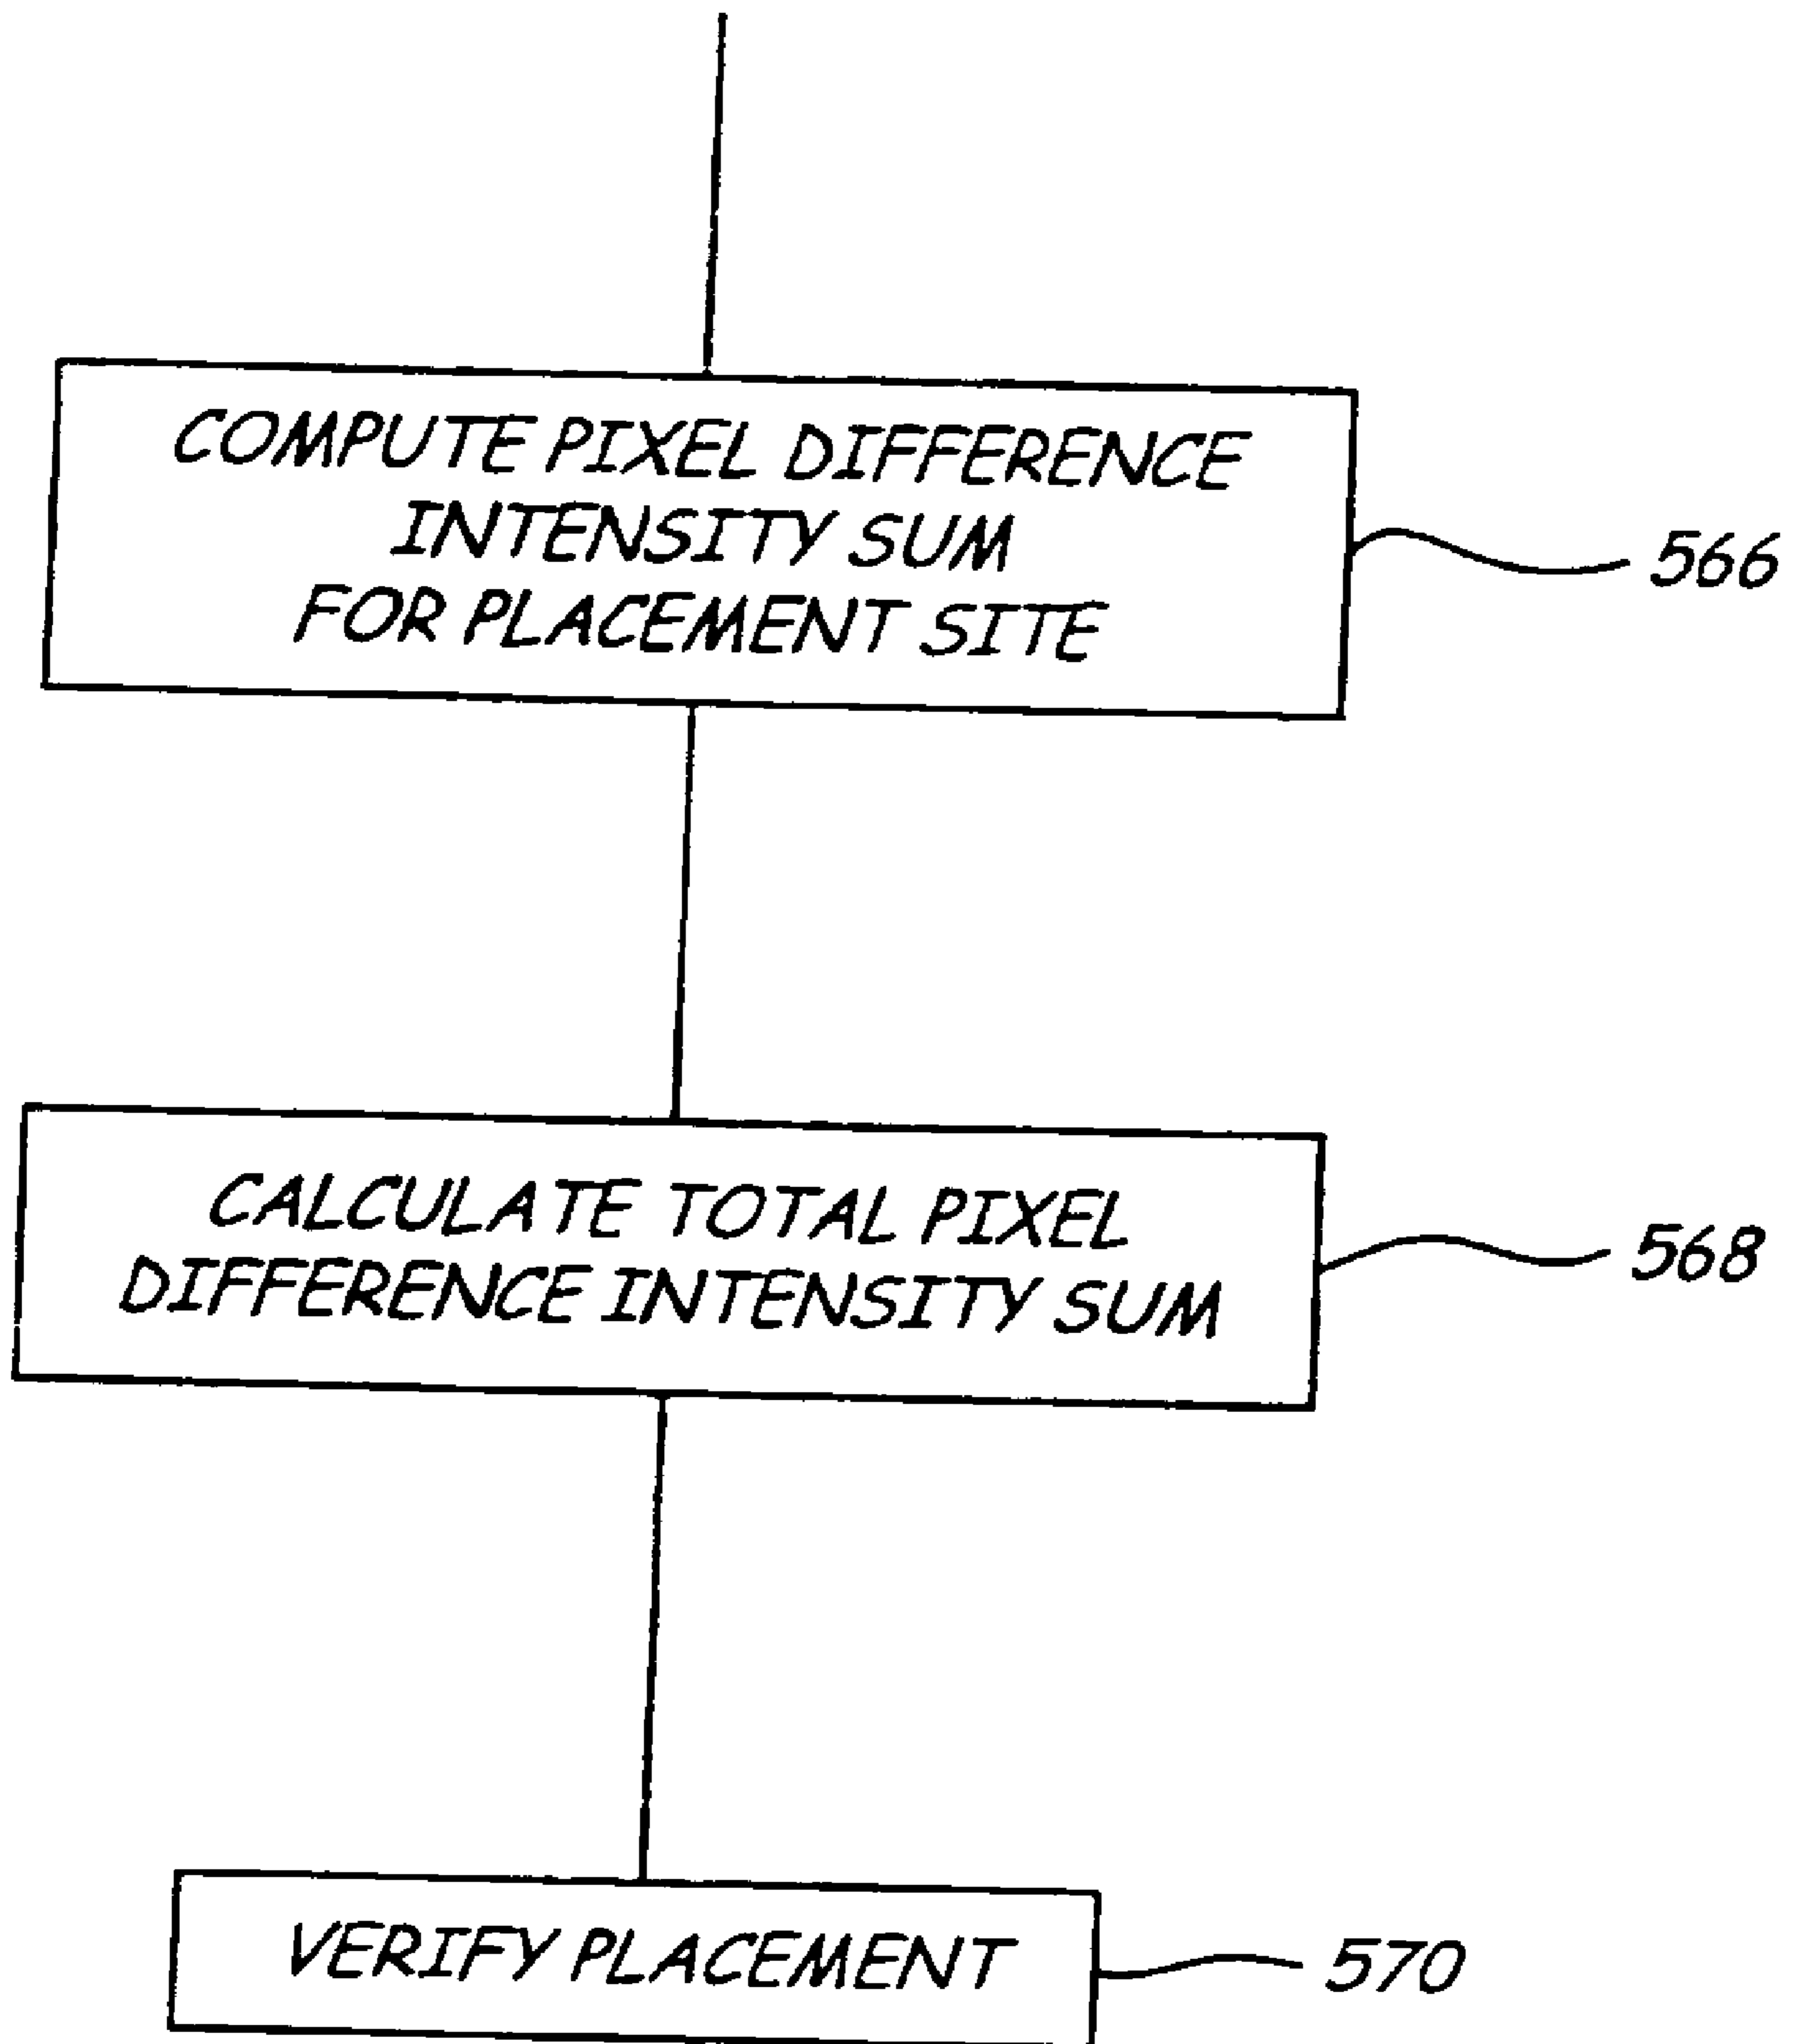 COMPUTE PIXEL DIFFERENCE
INTENSITY SUM
FOR PLACEMENT SITE
566
CALCULATE TOTAL PIXEL
DIFFERENCE INTENSITY SUM
568
VERIFY PLACEMENT
570